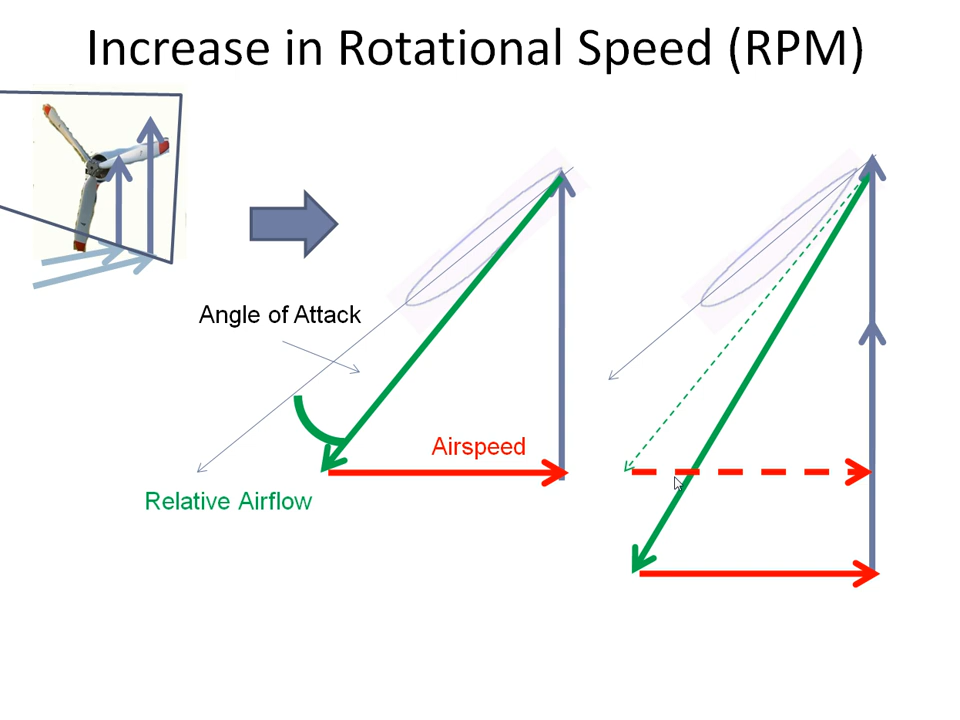 Increase in Rotational Speed (RPM)
Angle of Attack
Airspeed
Relative Airflow